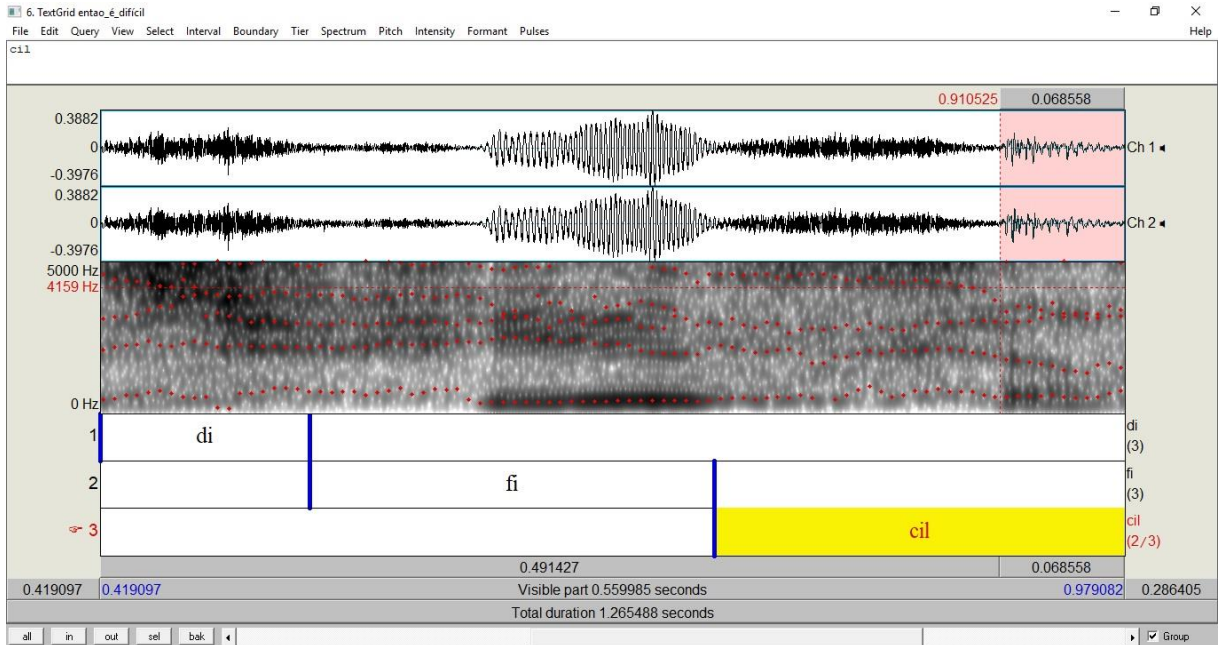 6. TextGrid entao_é_difícil
File Edit Query View Select Interval Boundary Tier Spectrum Pitch Intensity Formant Pulses Help
cil
0.910525 0.068558
0.3882
0
-0.3976
Ch 1
0.3882
0
-0.3976
Ch 2
5000 Hz
4159 Hz
0 Hz
1 di di
(3)
2 fi fi
(3)
3 cil cil
(2/3)
0.491427 0.068558
0.419097 0.419097 Visible part 0.559985 seconds 0.979082 0.286405
Total duration 1.265488 seconds
all in out sel bak Group